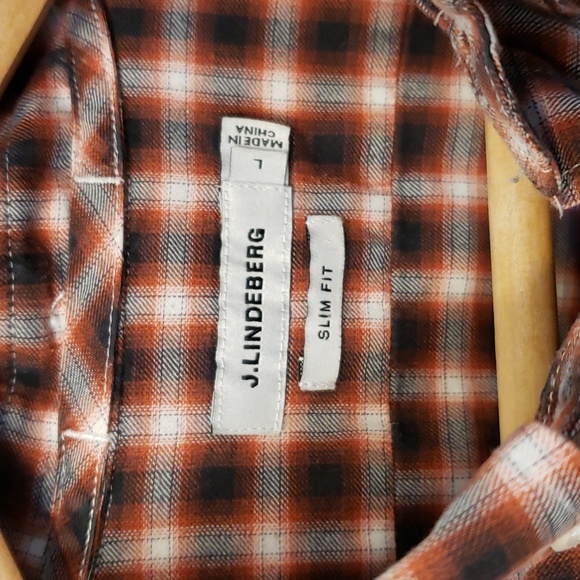 J.LINDEBERG
SLIM FIT
L
MADE IN
CHINA